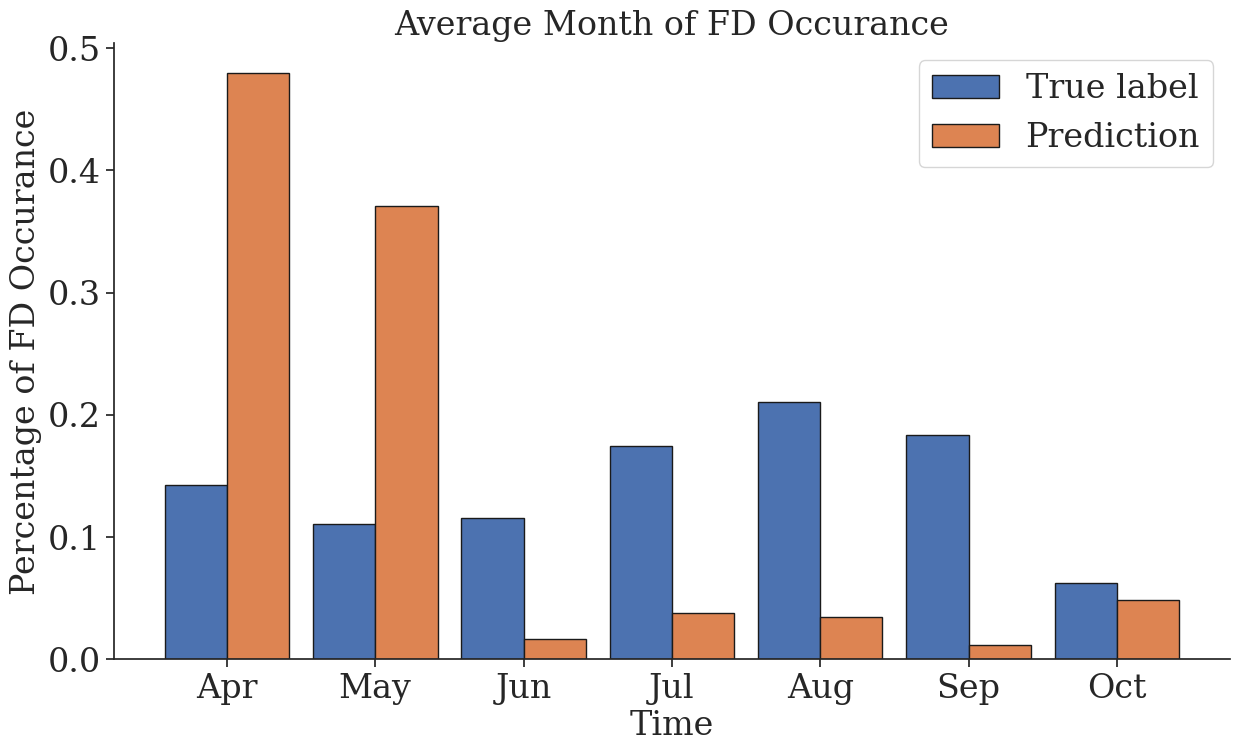 Average Month of FD Occurance
True label
Prediction
Percentage of FD Occurance
0.5
0.4
0.3
0.2
0.1
0.0
Apr May Jun Jul Aug Sep Oct
Time